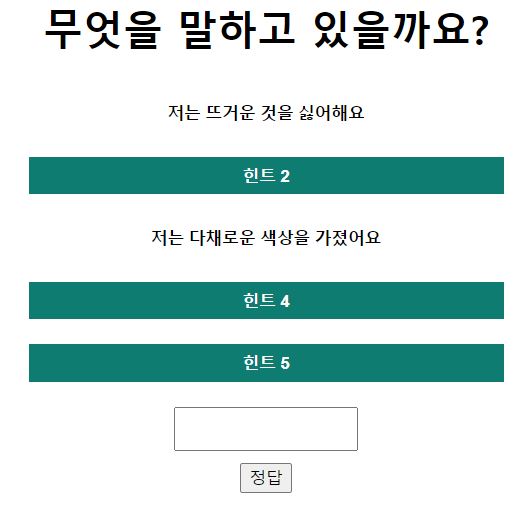 무엇을 말하고 있을까요?
저는 뜨거운 것을 싫어해요
힌트 2
저는 다채로운 색상을 가졌어요
힌트 4
힌트 5
정답